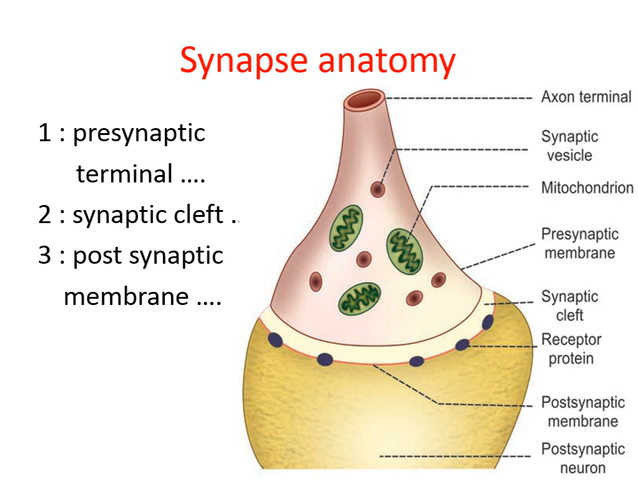 Synapse anatomy
1 : presynaptic
terminal ....
2 : synaptic cleft ..
3 : post synaptic
membrane ....
Axon terminal
Synaptic
vesicle
Mitochondrion
Presynaptic
membrane
Synaptic
cleft
Receptor
protein
Postsynaptic
membrane
Postsynaptic
neuron